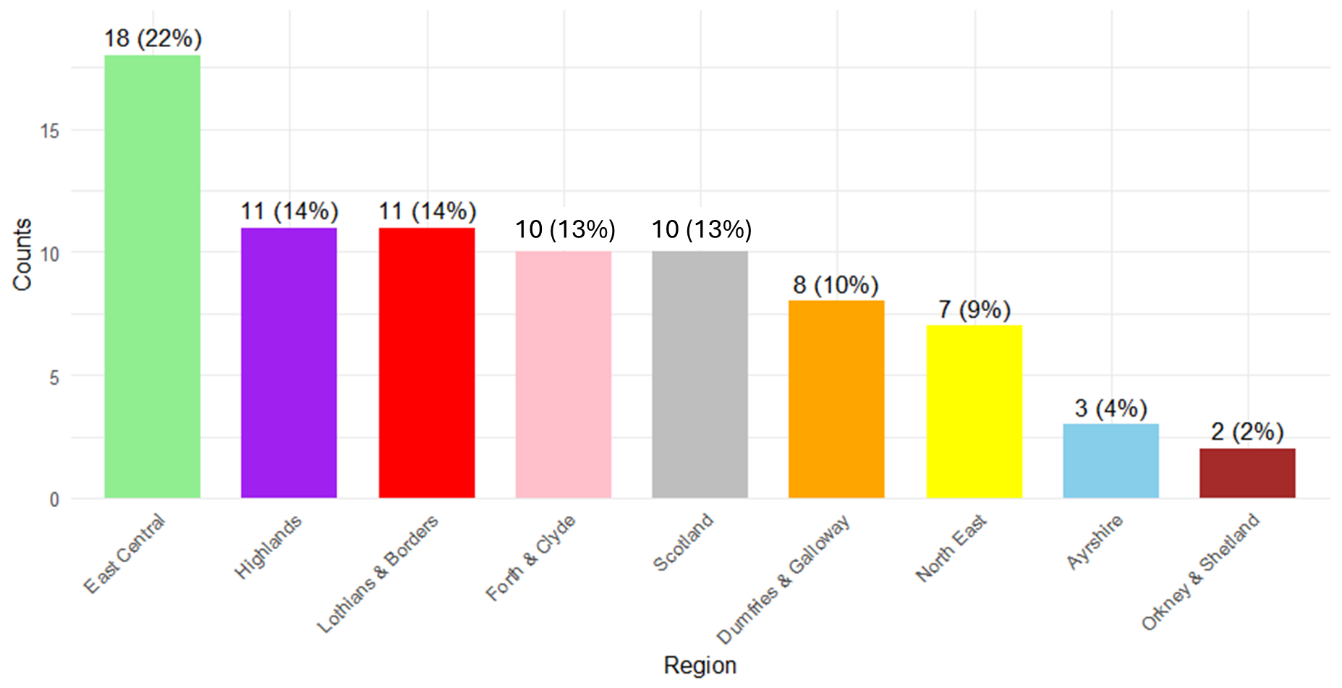 18 (22%)
11 (14%)
11 (14%)
10 (13%)
10 (13%)
8 (10%)
7 (9%)
3 (4%)
2 (2%)
Counts
15
10
5
0
East Central
Highlands
Lothians & Borders
Forth & Clyde
Scotland
Dumfries & Galloway
North East
Ayrshire
Orkney & Shetland
Region